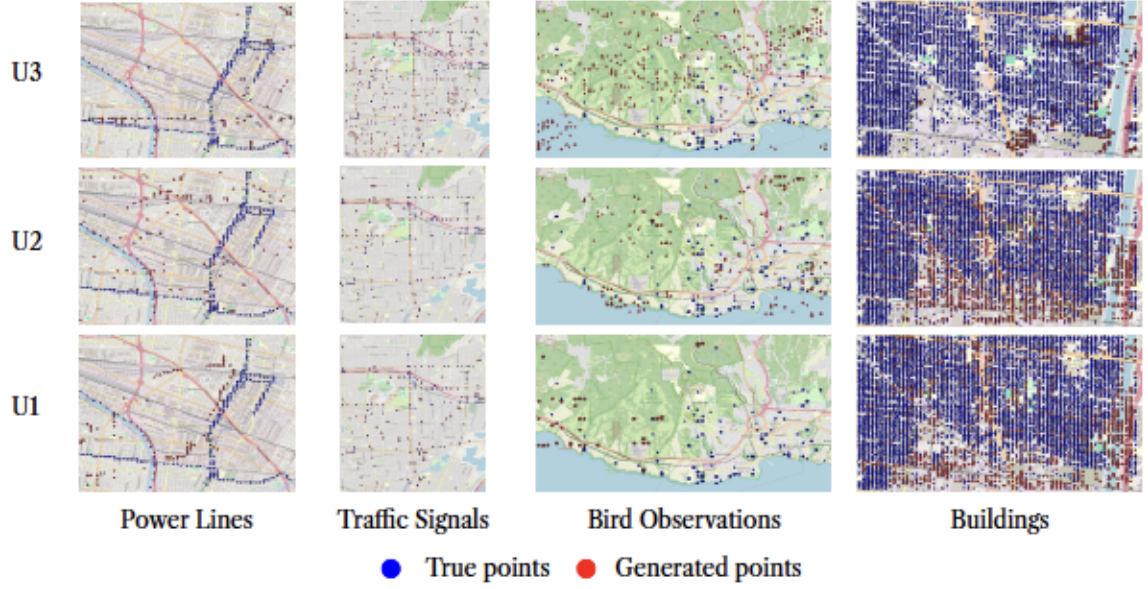 U3
U2
U1
Power Lines
Traffic Signals
Bird Observations
Buildings
True points
Generated points